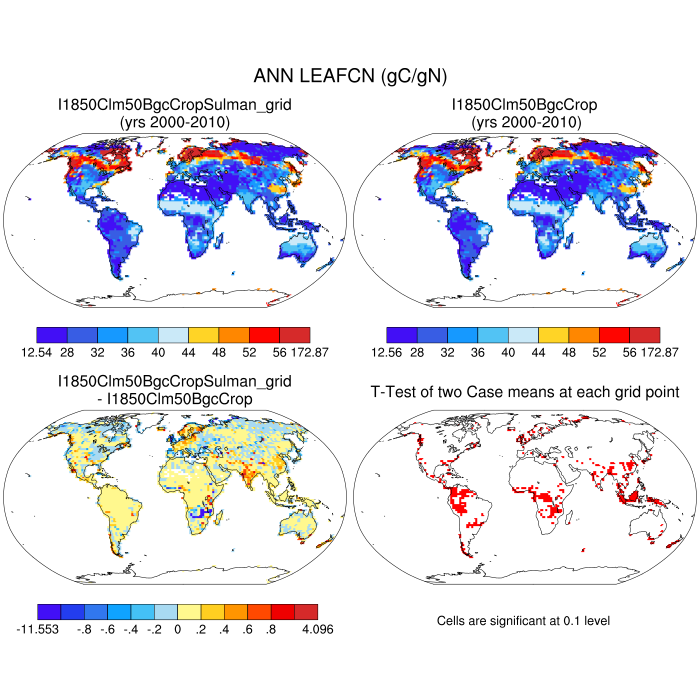 ANN LEAFCN (gC/gN)
I1850Clm50BgcCropSulman_grid
(yrs 2000-2010)
I1850Clm50BgcCrop
(yrs 2000-2010)
12.54 28 32 36 40 44 48 52 56 172.87
12.56 28 32 36 40 44 48 52 56 172.87
I1850Clm50BgcCropSulman_grid
- I1850Clm50BgcCrop
T-Test of two Case means at each grid point
-11.553 -.8 -.6 -.4 -.2 0 .2 .4 .6 .8 4.096
Cells are significant at 0.1 level